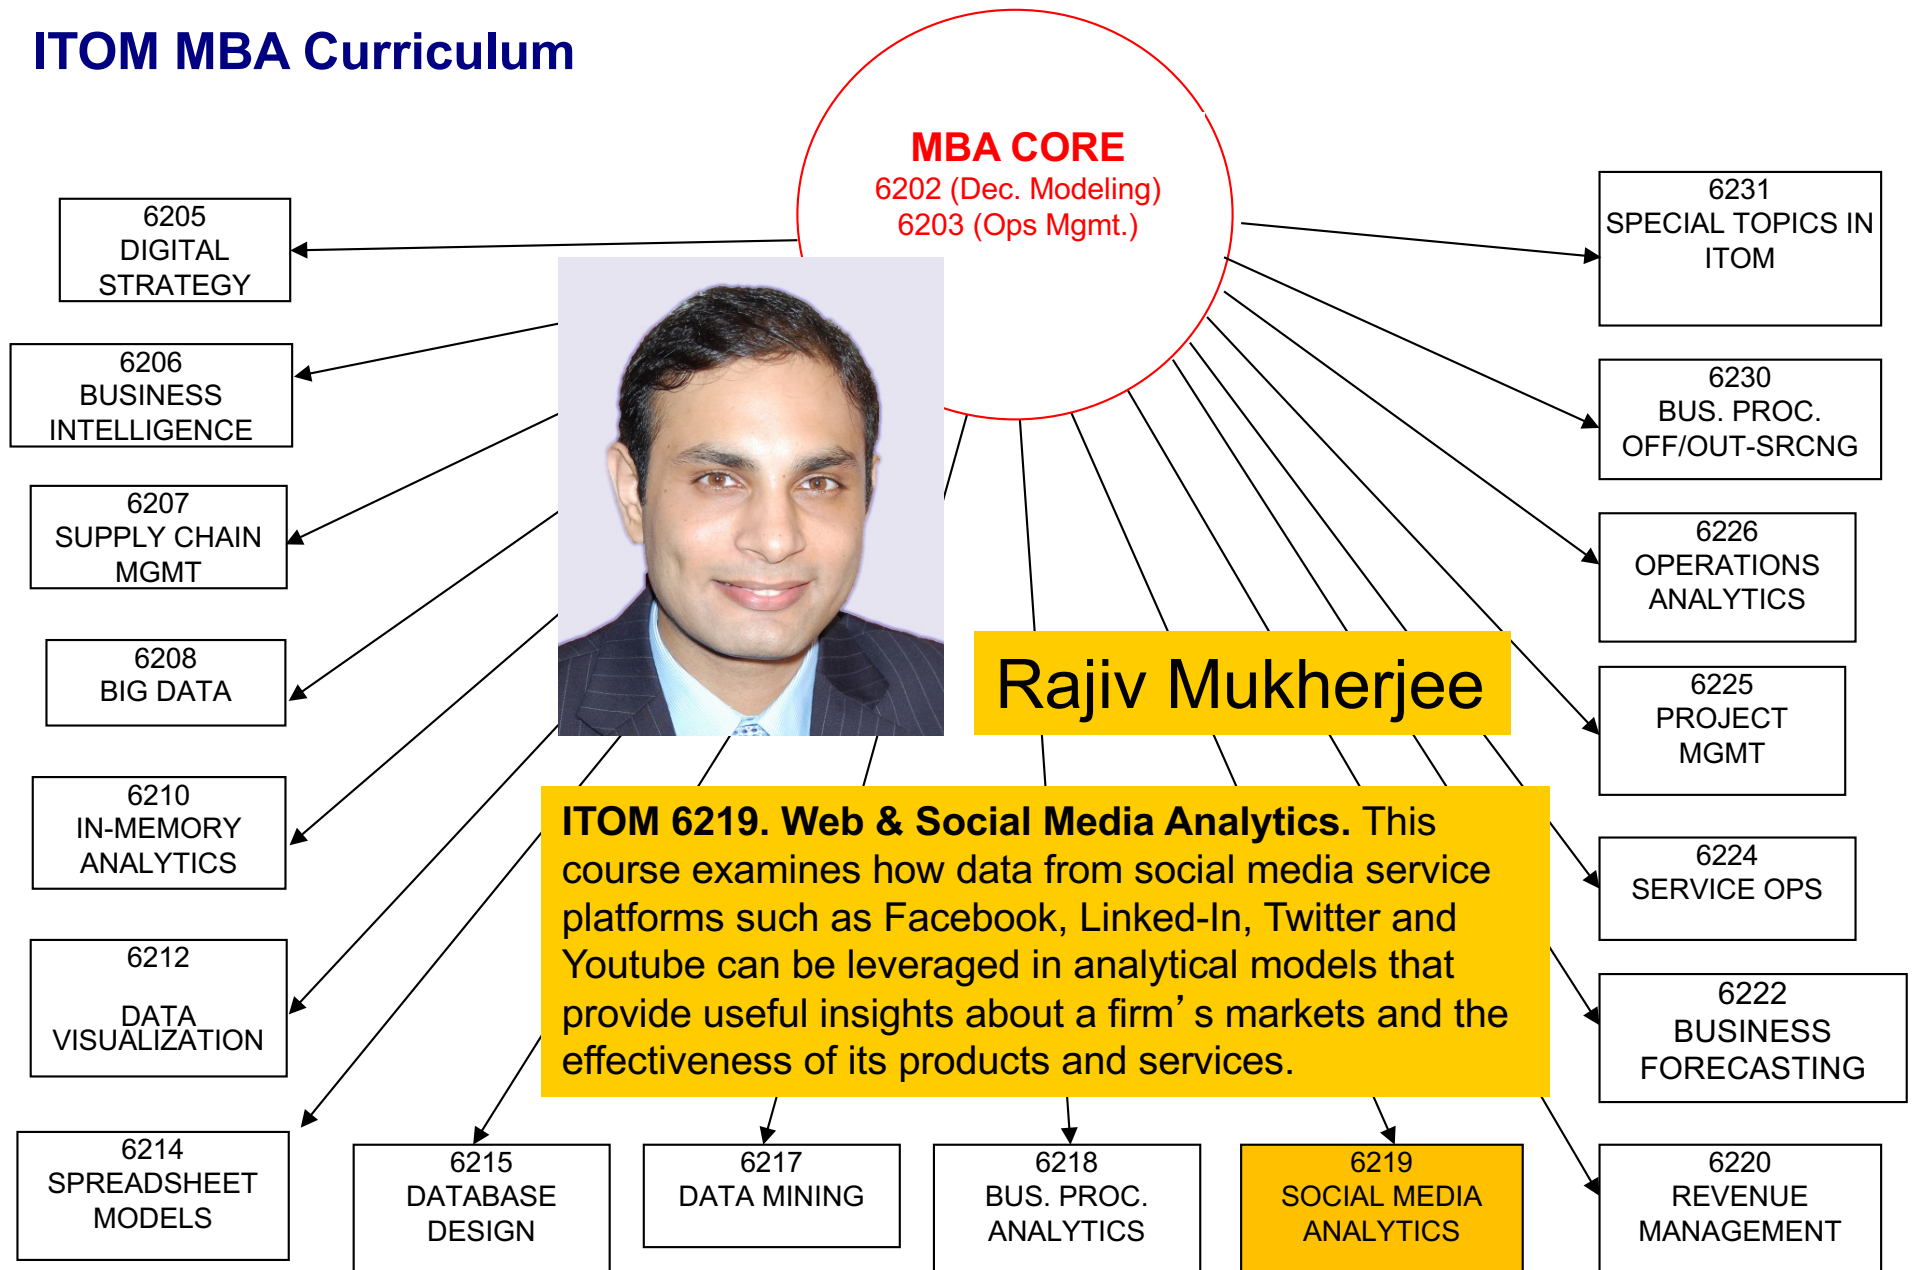 ITOM MBA Curriculum
MBA CORE
6202 (Dec. Modeling)
6203 (Ops Mgmt.)
6205
DIGITAL
STRATEGY
6206
BUSINESS
INTELLIGENCE
6207
SUPPLY CHAIN
MGMT
6208
BIG DATA
6210
IN-MEMORY
ANALYTICS
6212
DATA
VISUALIZATION
6214
SPREADSHEET
MODELS
6215
DATABASE
DESIGN
6217
DATA MINING
6218
BUS. PROC.
ANALYTICS
6219
SOCIAL MEDIA
ANALYTICS
6220
REVENUE
MANAGEMENT
6222
BUSINESS
FORECASTING
6224
SERVICE OPS
6225
PROJECT
MGMT
6226
OPERATIONS
ANALYTICS
6230
BUS. PROC.
OFF/OUT-SRCNG
6231
SPECIAL TOPICS IN
ITOM
Rajiv Mukherjee
ITOM 6219. Web & Social Media Analytics. This
course examines how data from social media service
platforms such as Facebook, Linked-In, Twitter and
Youtube can be leveraged in analytical models that
provide useful insights about a firm’s markets and the
effectiveness of its products and services.